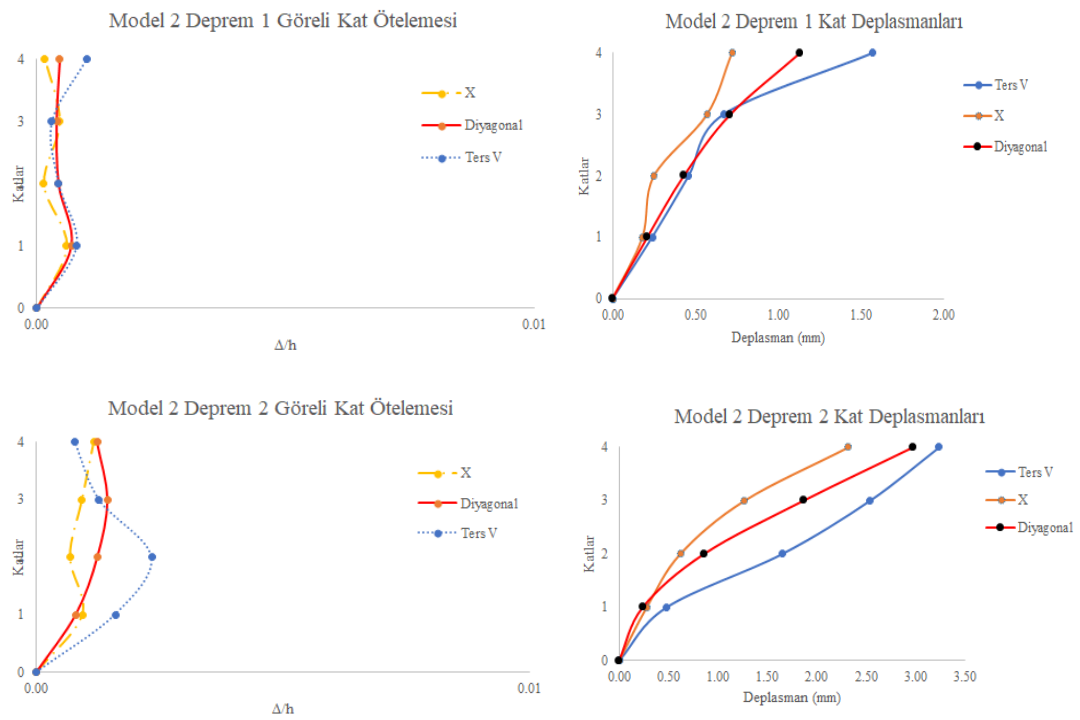 Model 2 Deprem 1 Göreli Kat Ötelemesi
4
3
2
1
0
Katlar
0.00
0.01
Δ/h
X
Diyagonal
Ters V
Model 2 Deprem 1 Kat Deplasmanları
4
3
2
1
0
Katlar
0.00
0.50
1.00
1.50
2.00
Deplasman (mm)
Ters V
X
Diyagonal
Model 2 Deprem 2 Göreli Kat Ötelemesi
4
3
2
1
0
Katlar
0.00
0.01
Δ/h
X
Diyagonal
Ters V
Model 2 Deprem 2 Kat Deplasmanları
4
3
2
1
0
Katlar
0.00
0.50
1.00
1.50
2.00
2.50
3.00
3.50
Deplasman (mm)
Ters V
X
Diyagonal